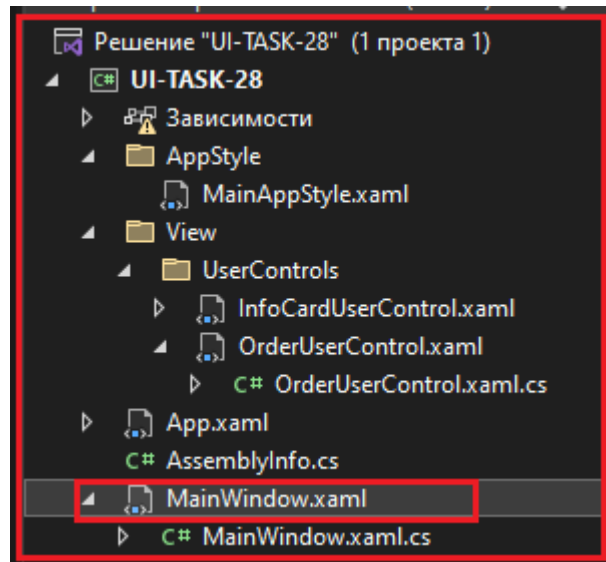 Решение "UI-TASK-28" (1 проекта 1)
C# UI-TASK-28
Зависимости
AppStyle
MainAppStyle.xaml
View
UserControls
InfoCardUserControl.xaml
OrderUserControl.xaml
C# OrderUserControl.xaml.cs
App.xaml
C# AssemblyInfo.cs
MainWindow.xaml
C# MainWindow.xaml.cs